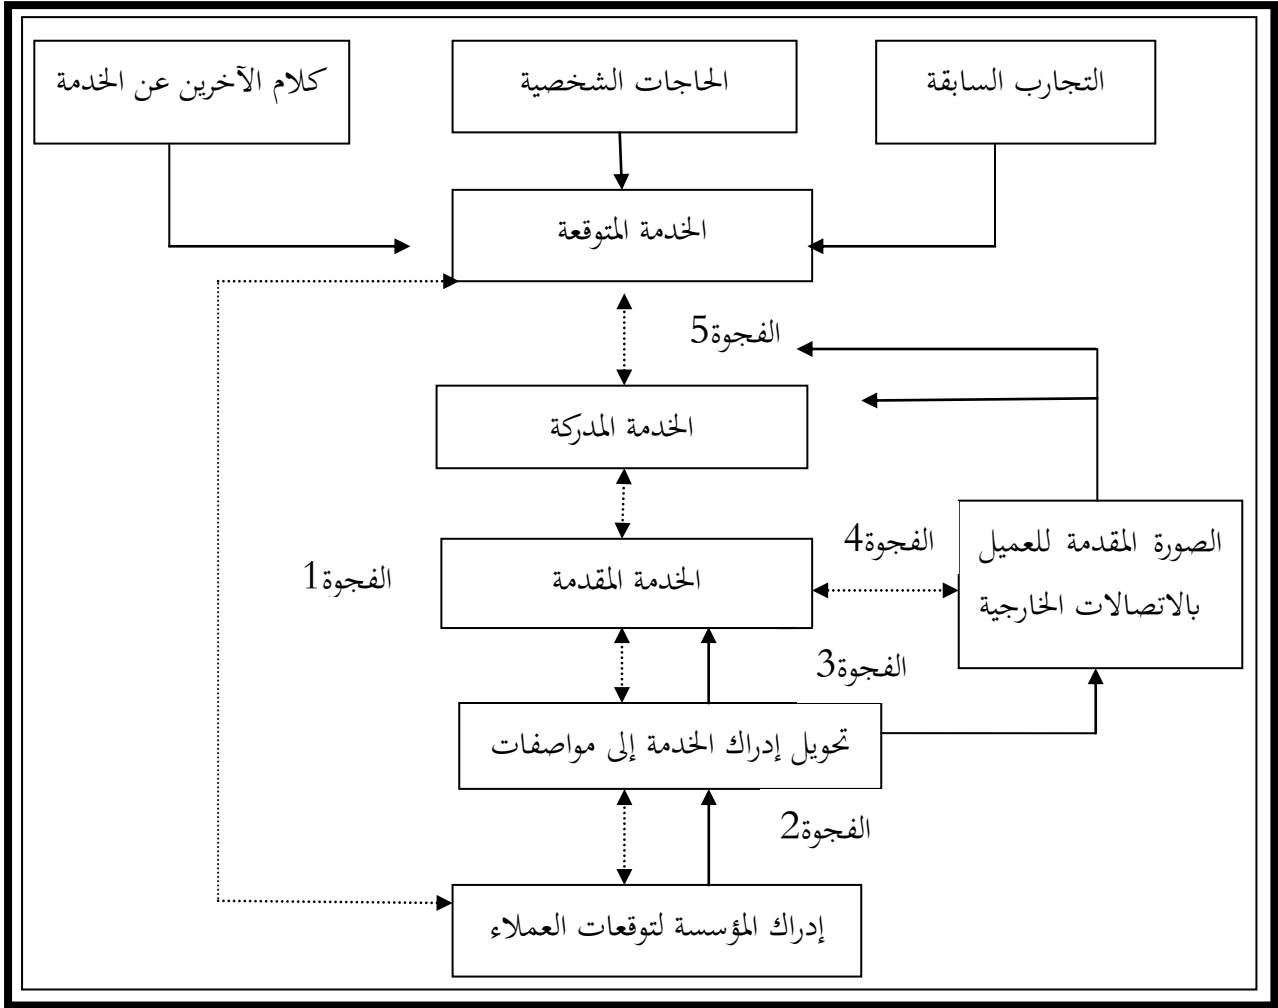 التجارب السابقة
الحاجات الشخصية
كلام الآخرين عن الخدمة
الخدمة المتوقعة
الفجوة5
الخدمة المدركة
الصورة المقدمة للعميل
بالاتصالات الخارجية
الفجوة4
الخدمة المقدمة
الفجوة1
الفجوة3
تحويل إدراك الخدمة إلى مواصفات
الفجوة2
إدراك المؤسسة لتوقعات العملاء